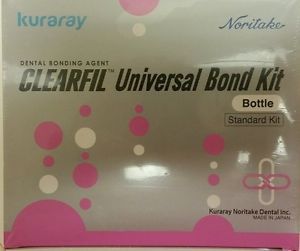 kuraray
Noritake
DENTAL BONDING AGENT
CLEARFIL™ Universal Bond Kit
Bottle
Standard Kit
Kuraray Noritake Dental Inc.
MADE IN JAPAN